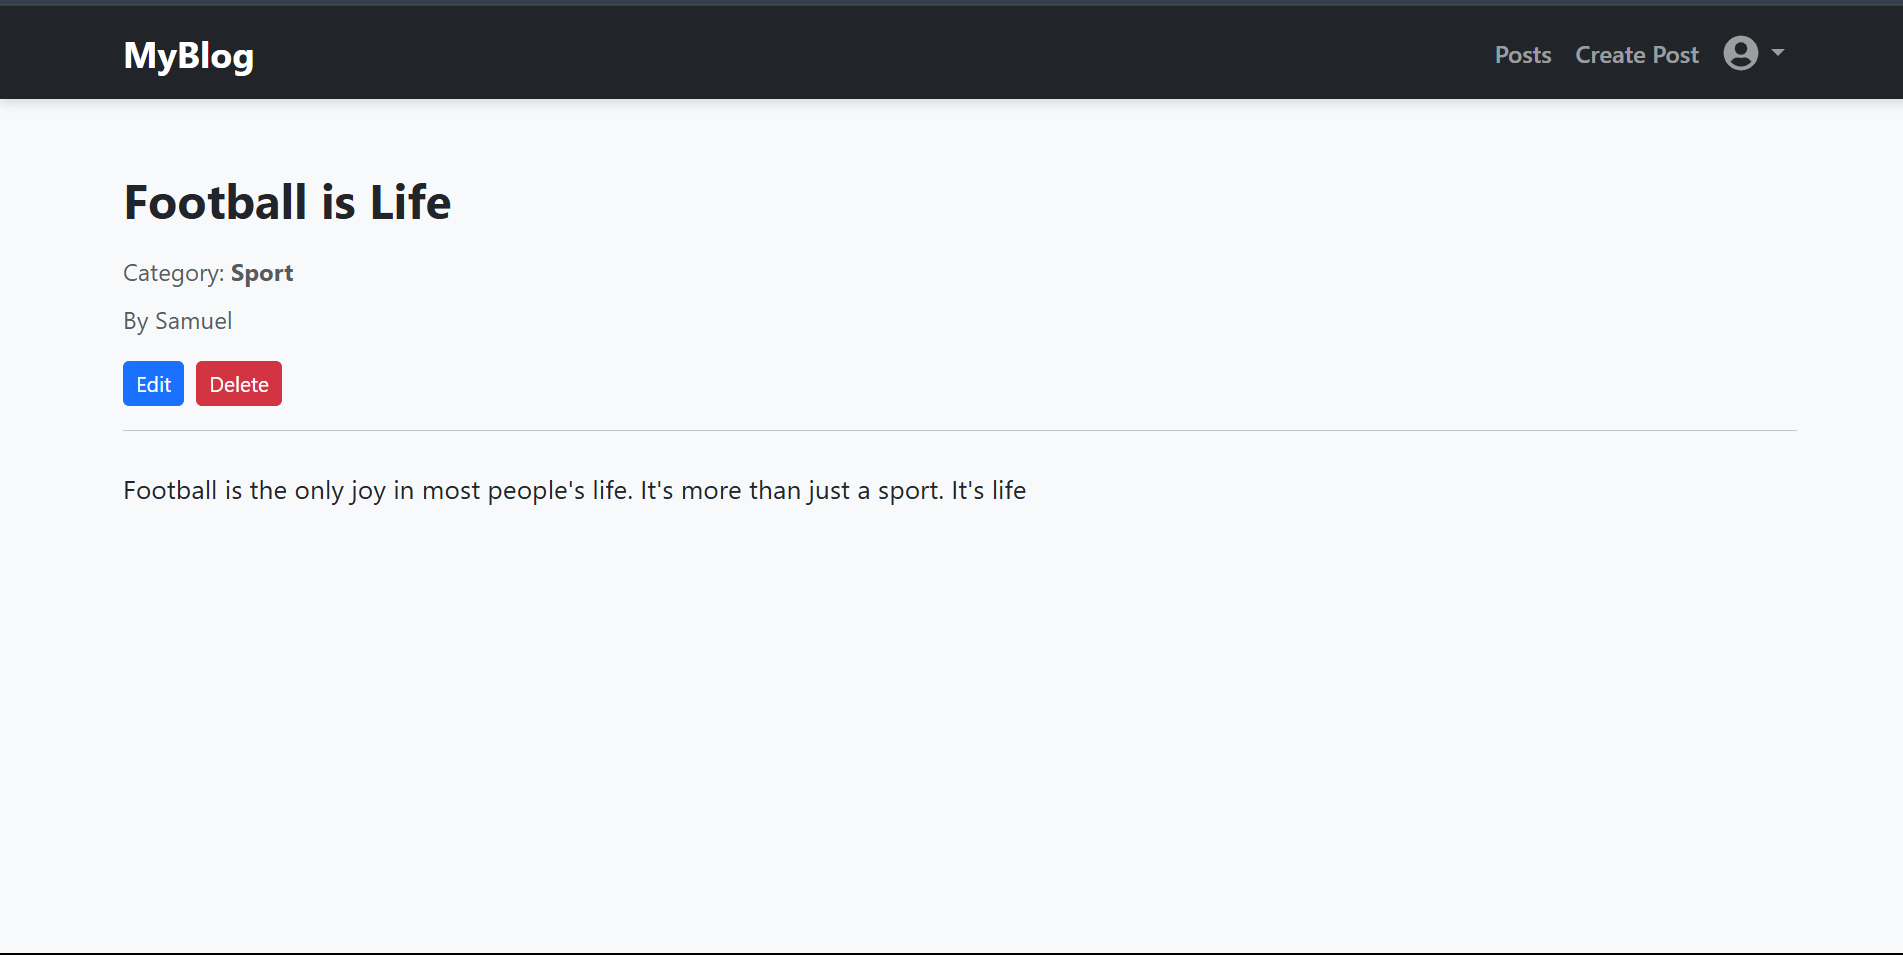 MyBlog
Posts
Create Post
Football is Life
Category: Sport
By Samuel
Edit
Delete
Football is the only joy in most people's life. It's more than just a sport. It's life